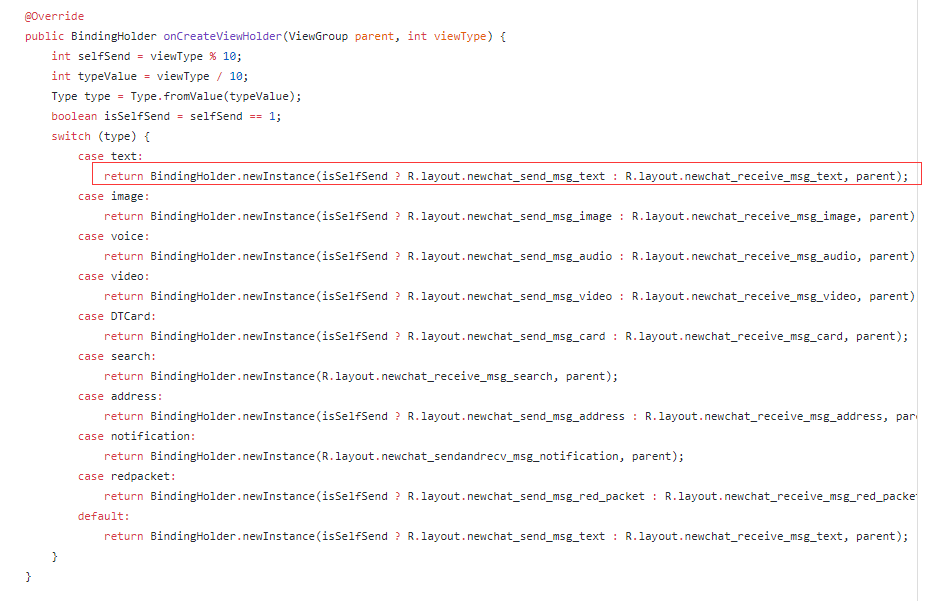 @Override
public BindingHolder onCreateViewHolder(ViewGroup parent, int viewType) {
    int selfSend = viewType % 10;
    int typeValue = viewType / 10;
    Type type = Type.fromValue(typeValue);
    boolean isSelfSend = selfSend == 1;
    switch (type) {
        case text:
            return BindingHolder.newInstance(isSelfSend ? R.layout.newchat_send_msg_text : R.layout.newchat_receive_msg_text, parent);
        case image:
            return BindingHolder.newInstance(isSelfSend ? R.layout.newchat_send_msg_image : R.layout.newchat_receive_msg_image, parent)
        case voice:
            return BindingHolder.newInstance(isSelfSend ? R.layout.newchat_send_msg_audio : R.layout.newchat_receive_msg_audio, parent)
        case video:
            return BindingHolder.newInstance(isSelfSend ? R.layout.newchat_send_msg_video : R.layout.newchat_receive_msg_video, parent)
        case DTCard:
            return BindingHolder.newInstance(isSelfSend ? R.layout.newchat_send_msg_card : R.layout.newchat_receive_msg_card, parent);
        case search:
            return BindingHolder.newInstance(R.layout.newchat_receive_msg_search, parent);
        case address:
            return BindingHolder.newInstance(isSelfSend ? R.layout.newchat_send_msg_address : R.layout.newchat_receive_msg_address, par
        case notification:
            return BindingHolder.newInstance(R.layout.newchat_sendandrecv_msg_notification, parent);
        case redpacket:
            return BindingHolder.newInstance(isSelfSend ? R.layout.newchat_send_msg_red_packet : R.layout.newchat_receive_msg_red_packe
        default:
            return BindingHolder.newInstance(isSelfSend ? R.layout.newchat_send_msg_text : R.layout.newchat_receive_msg_text, parent);
    }
}